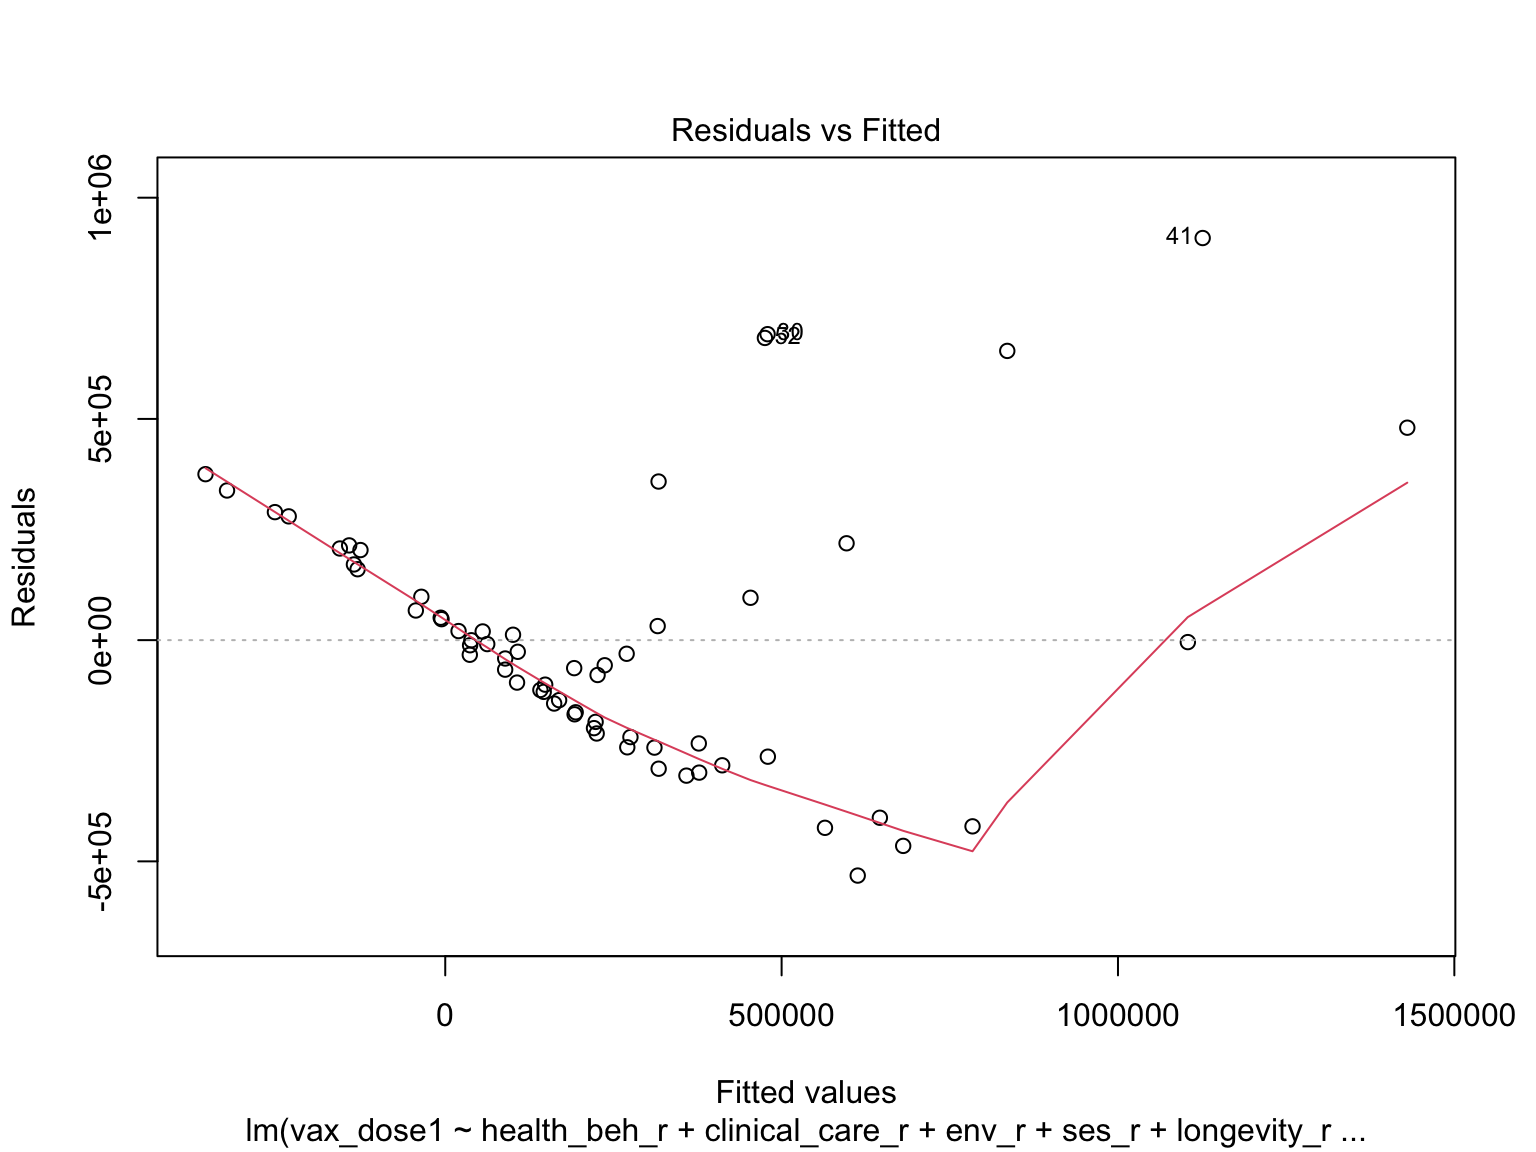 Residuals vs Fitted
1e+06
5e+05
0e+00
-5e+05
Residuals
41
52
0
500000
1000000
1500000
Fitted values
lm(vax_dose1 ~ health_beh_r + clinical_care_r + env_r + ses_r + longevity_r ...